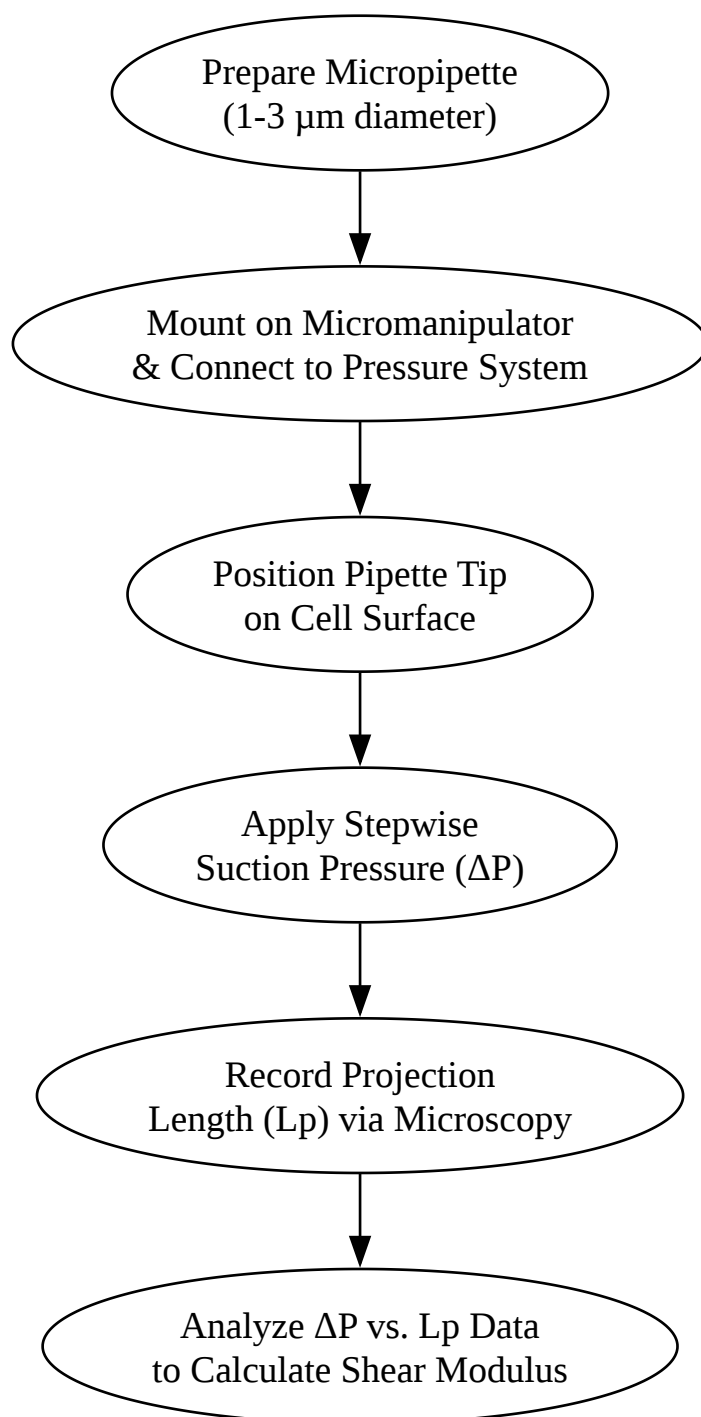 Prepare Micropipette
(1-3 µm diameter)
Mount on Micromanipulator
& Connect to Pressure System
Position Pipette Tip
on Cell Surface
Apply Stepwise
Suction Pressure (ΔP)
Record Projection
Length (Lp) via Microscopy
Analyze ΔP vs. Lp Data
to Calculate Shear Modulus